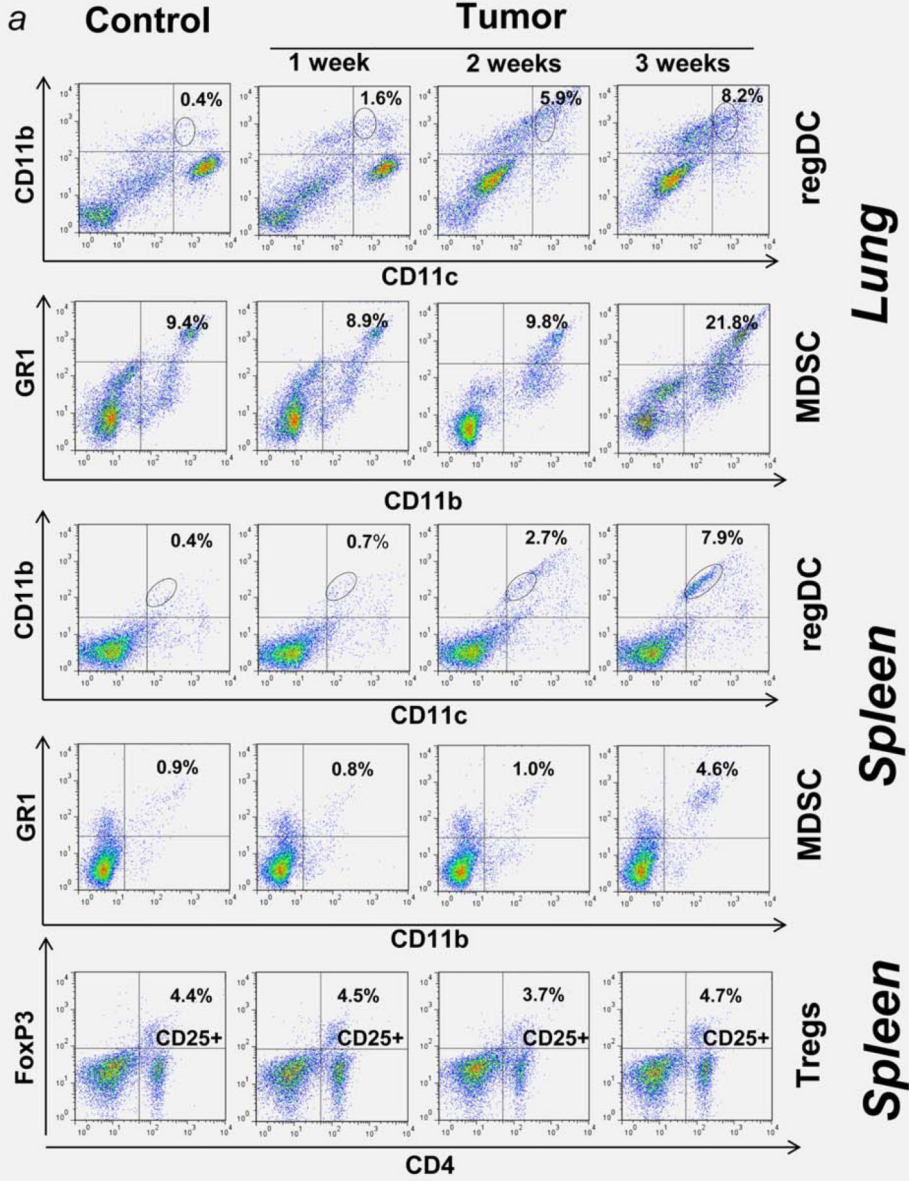 a
Control
Tumor
1 week
2 weeks
3 weeks
CD11b
0.4%
1.6%
5.9%
8.2%
regDC
CD11c
Lung
GR1
9.4%
8.9%
9.8%
21.8%
MDSC
CD11b
CD11b
0.4%
0.7%
2.7%
7.9%
regDC
CD11c
Spleen
GR1
0.9%
0.8%
1.0%
4.6%
MDSC
CD11b
FoxP3
4.4%
4.5%
3.7%
4.7%
CD25+
CD25+
CD25+
CD25+
Tregs
Spleen
CD4